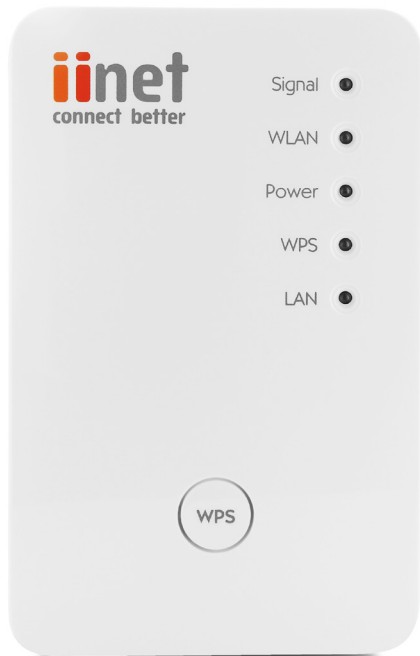 iinet
connect better
Signal
WLAN
Power
WPS
LAN
WPS